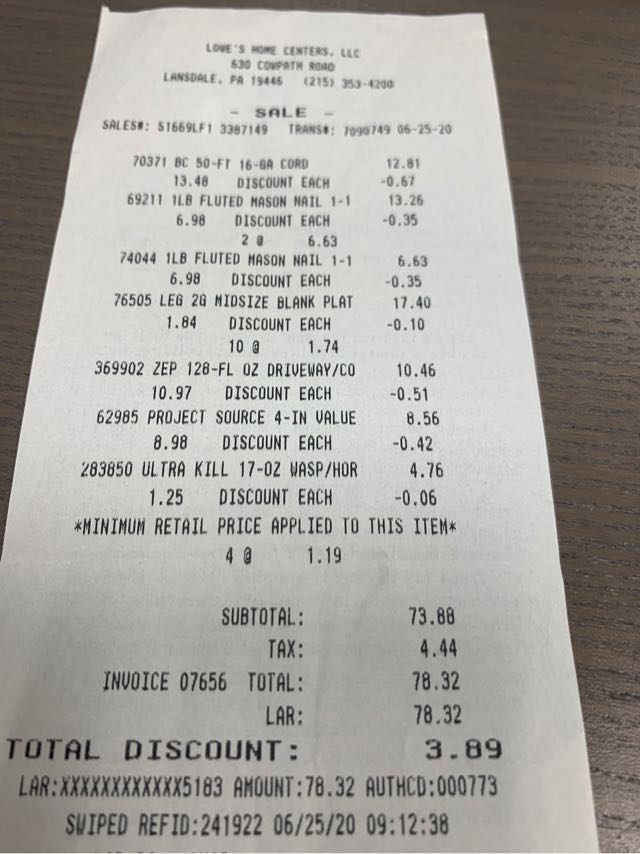 LOWE'S HOME CENTERS, LLC
630 COWPATH ROAD
LANSDALE, PA 19446 (215) 353-4200
- SALE -
SALES#: S1669LF1 3387149 TRANS#: 7090749 06-25-20
70371 BC 50-FT 16-GA CORD 12.81
13.48 DISCOUNT EACH -0.67
69211 1LB FLUTED MASON NAIL 1-1 13.26
6.98 DISCOUNT EACH -0.35
2 @ 6.63
74044 1LB FLUTED MASON NAIL 1-1 6.63
6.98 DISCOUNT EACH -0.35
76505 LEG 2G MIDSIZE BLANK PLAT 17.40
1.84 DISCOUNT EACH -0.10
10 @ 1.74
369902 ZEP 128-FL OZ DRIVEWAY/CO 10.46
10.97 DISCOUNT EACH -0.51
62985 PROJECT SOURCE 4-IN VALUE 8.56
8.98 DISCOUNT EACH -0.42
283850 ULTRA KILL 17-OZ WASP/HOR 4.76
1.25 DISCOUNT EACH -0.06
*MINIMUM RETAIL PRICE APPLIED TO THIS ITEM*
4 @ 1.19
SUBTOTAL: 73.88
TAX: 4.44
INVOICE 07656 TOTAL: 78.32
LAR: 78.32
TOTAL DISCOUNT: 3.89
LAR:XXXXXXXXXXXX5183 AMOUNT:78.32 AUTHCD:000773
SWIPED REFID:241922 06/25/20 09:12:38